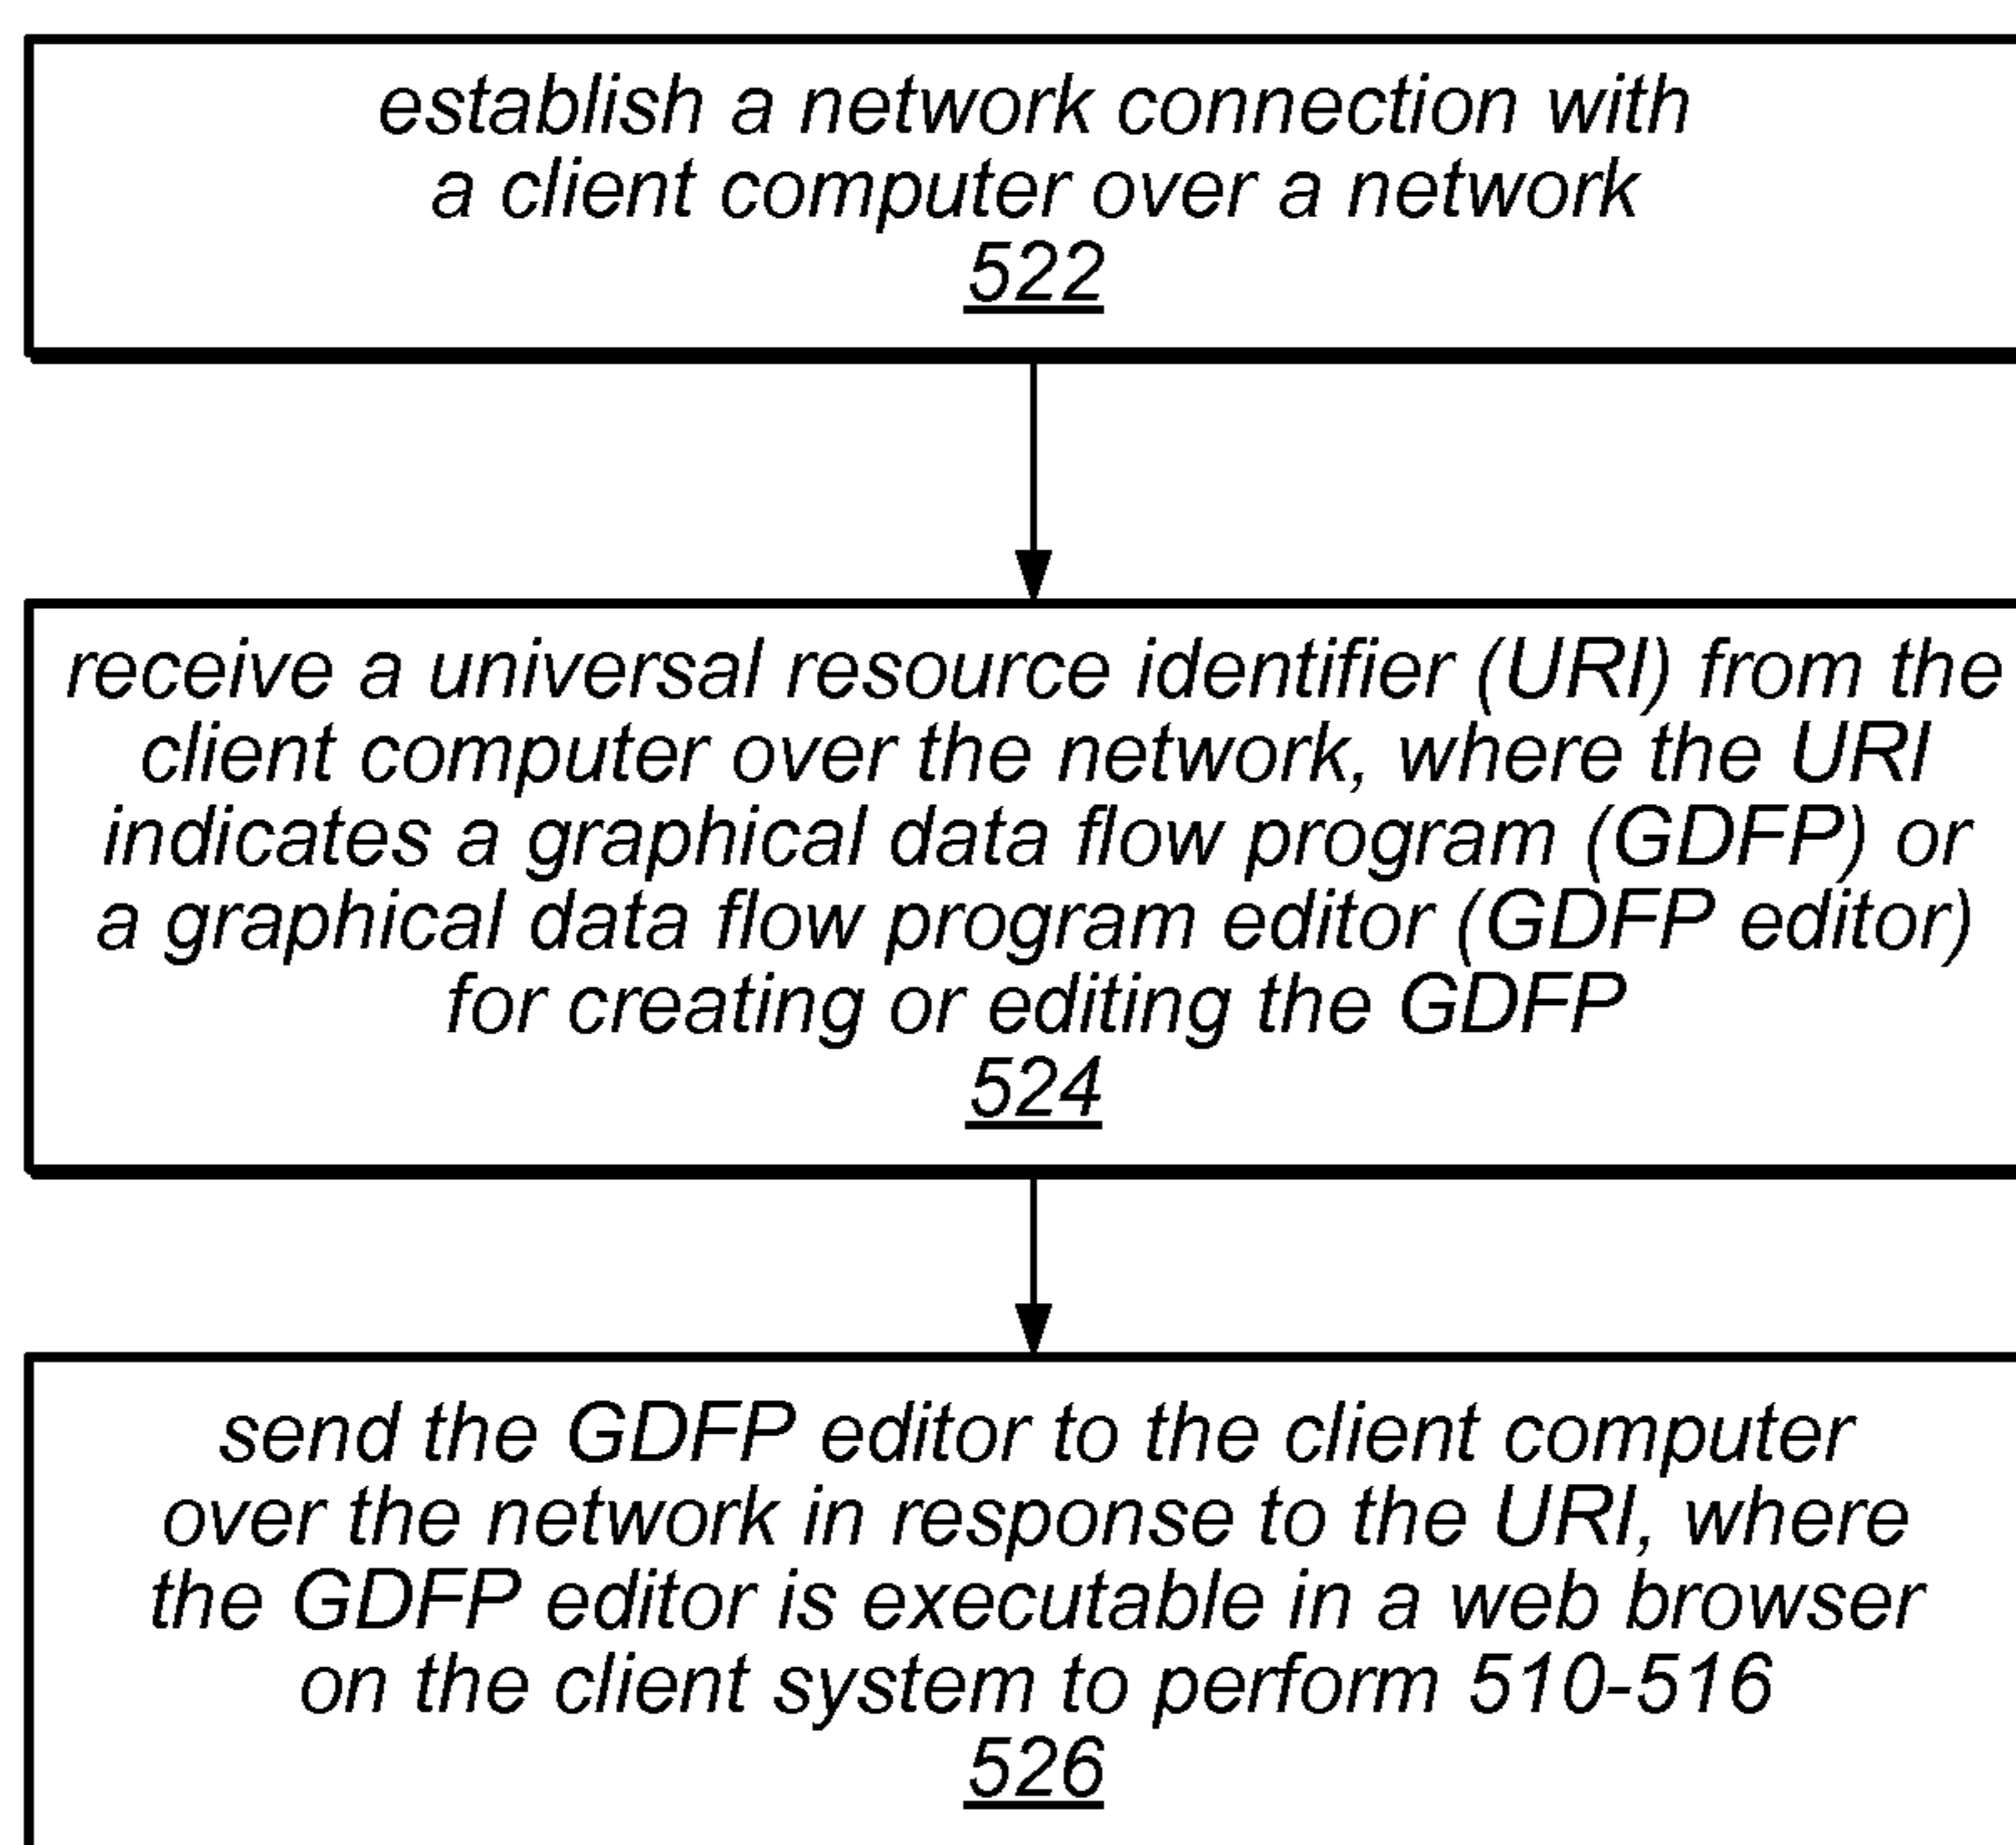 establish a network connection with
a client computer over a network
522
receive a universal resource identifier (URI) from the
client computer over the network, where the URI
indicates a graphical data flow program (GDFP) or
a graphical data flow program editor (GDFP editor)
for creating or editing the GDFP
524
send the GDFP editor to the client computer
over the network in response to the URI, where
the GDFP editor is executable in a web browser
on the client system to perform 510-516
526